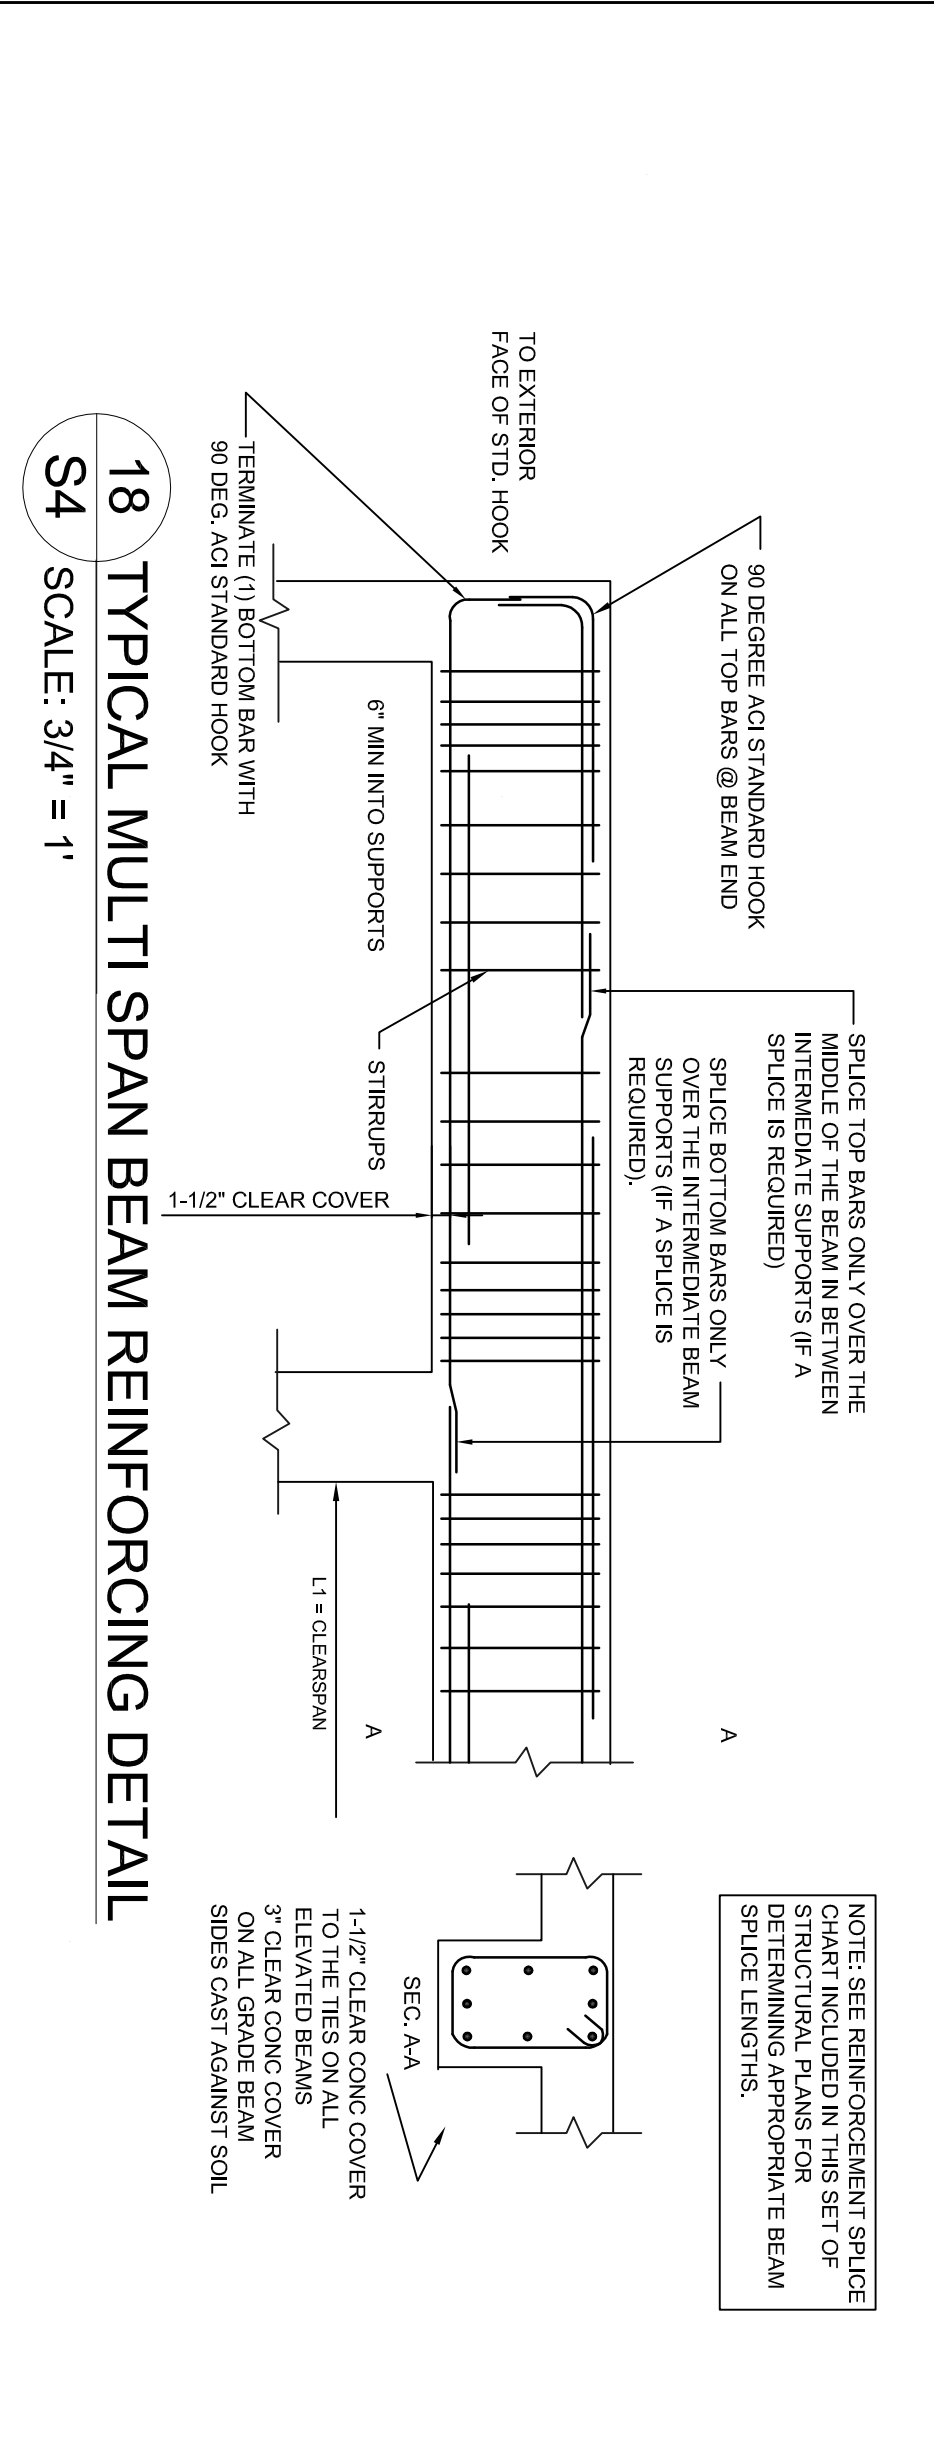 SPLICE TOP BARS ONLY OVER THE
MIDDLE OF THE BEAM IN BETWEEN
INTERMEDIATE SUPPORTS (IF A
SPLICE IS REQUIRED)
NOTE: SEE REINFORCEMENT SPLICE
CHART INCLUDED IN THIS SET OF
STRUCTURAL PLANS FOR
DETERMINING APPROPRIATE BEAM
SPLICE LENGTHS.
90 DEGREE ACI STANDARD HOOK
ON ALL TOP BARS @ BEAM END
SPLICE BOTTOM BARS ONLY
OVER THE INTERMEDIATE BEAM
SUPPORTS (IF A SPLICE IS
REQUIRED).
A
TO EXTERIOR
FACE OF STD. HOOK
6" MIN INTO SUPPORTS
STIRRUPS
1-1/2" CLEAR COVER
A
L1 = CLEARSPAN
SEC. A-A
1-1/2" CLEAR CONC COVER
TO THE TIES ON ALL
ELEVATED BEAMS
3" CLEAR CONC COVER
ON ALL GRADE BEAM
SIDES CAST AGAINST SOIL
TERMINATE (1) BOTTOM BAR WITH
90 DEG. ACI STANDARD HOOK
18 TYPICAL MULTI SPAN BEAM REINFORCING DETAIL
S4 SCALE: 3/4" = 1'